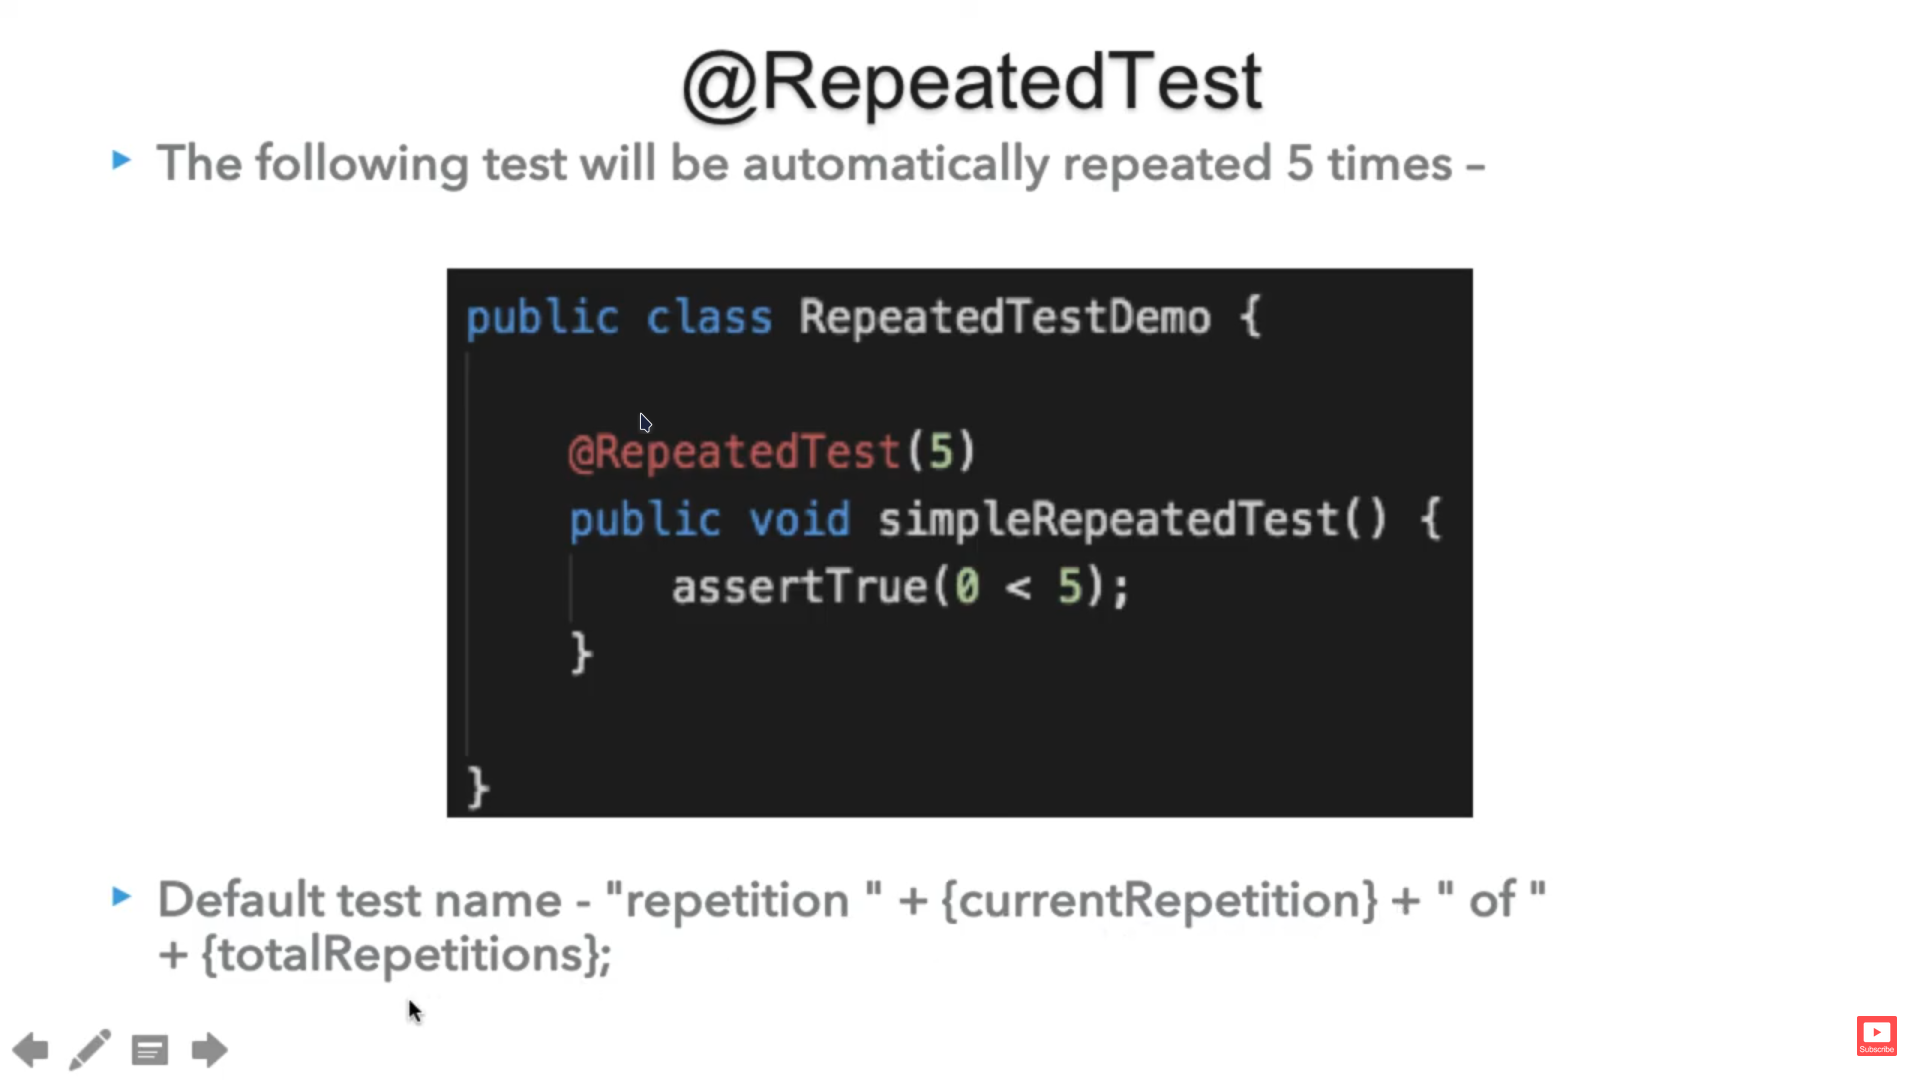 @RepeatedTest
The following test will be automatically repeated 5 times –
public class RepeatedTestDemo {
@RepeatedTest(5)
public void simpleRepeatedTest() {
assertTrue(0 < 5);
}
}
Default test name - "repetition " + {currentRepetition} + " of "
+ {totalRepetitions};
Subscribe